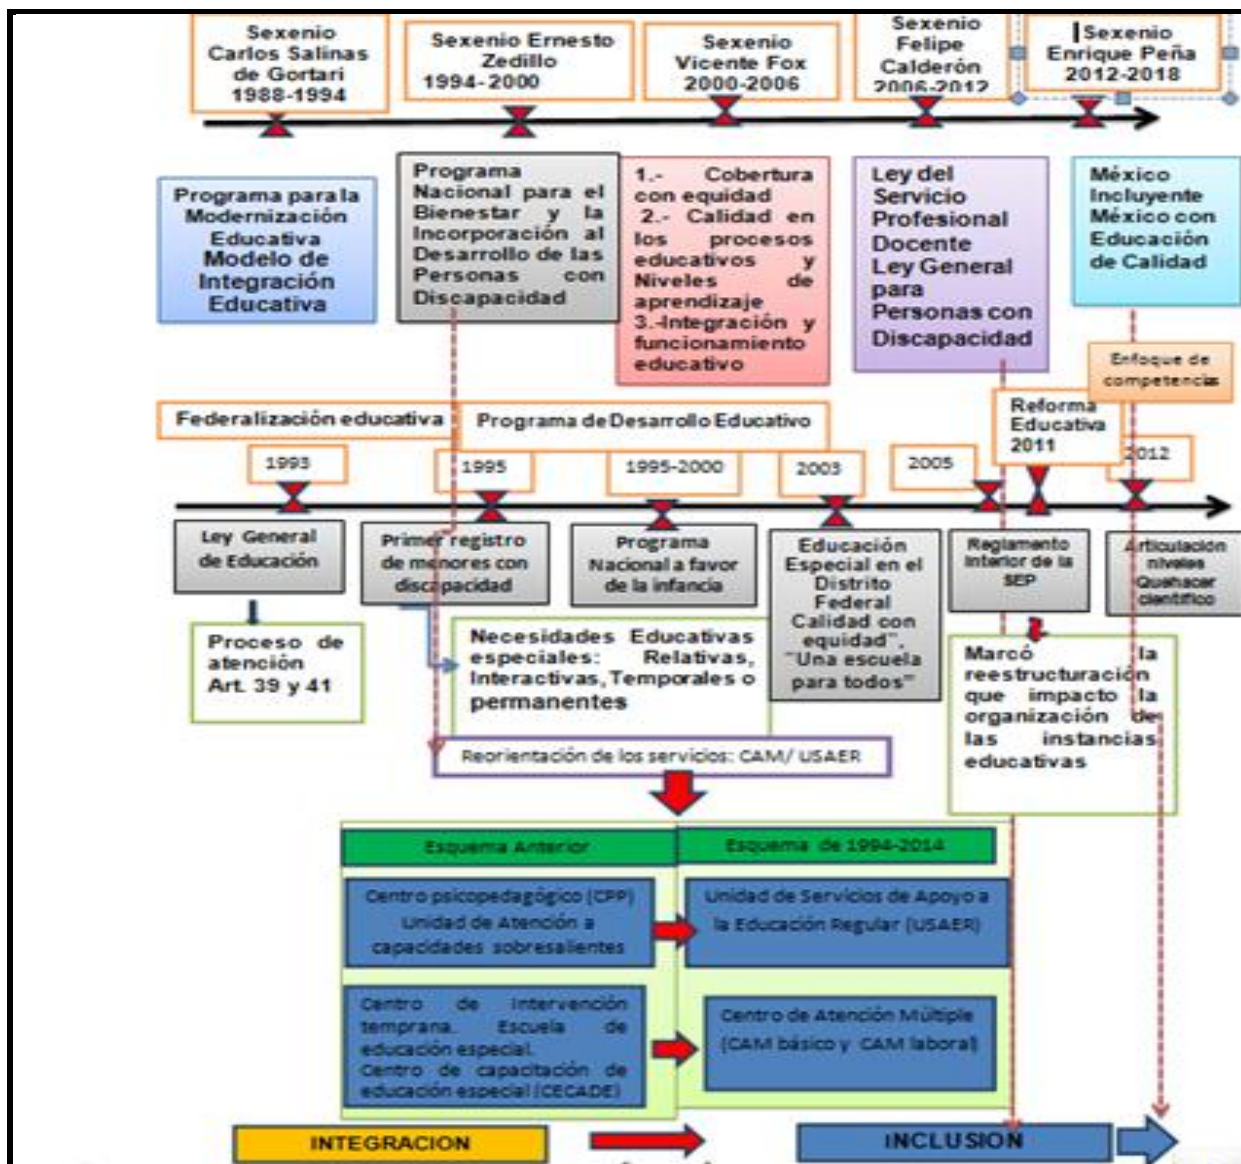 Sexenio
Carlos Salinas
de Gortari
1988-1994
Sexenio Ernesto
Zedillo
1994-2000
Sexenio
Vicente Fox
2000-2006
Sexenio
Felipe
Calderón
2006-2012
Sexenio
Enrique Peña
2012-2018
Programa para la
Modernización
Educativa
Modelo de
Integración
Educativa
Programa
Nacional para el
Bienestar y la
Incorporación al
Desarrollo de las
Personas con
Discapacidad
1.- Cobertura
con equidad
2.- Calidad en
los procesos
educativos y
Niveles de
aprendizaje
3.-Integración y
funcionamiento
educativo
Ley del
Servicio
Profesional
Docente
Ley General
para
Personas con
Discapacidad
México
Incluyente
México con
Educación
de Calidad
Enfoque de
competencias
Federalización educativa
Programa de Desarrollo Educativo
Reforma
Educativa
2011
1993
1995
1995-2000
2003
2005
2012
Ley General
de Educación
Primer registro
de menores con
discapacidad
Programa
Nacional a favor
de la infancia
Educación
Especial en el
Distrito
Federal
Calidad con
equidad",
"Una escuela
para todos"
Reglamento
Interior de la
SEP
Articulación
niveles
Quehacer
científico
Proceso de
atención
Art. 39 y 41
Necesidades Educativas
especiales: Relativas,
Interactivas, Temporales o
permanentes
Marcó la
reestructuración
que impacto la
organización de
las instancias
educativas
Reorientación de los servicios: CAM/ USAER
Esquema Anterior
Esquema de 1994-2014
Centro psicopedagógico (CPP)
Unidad de Atención a
capacidades sobresalientes
Unidad de Servicios de Apoyo a
la Educación Regular (USAER)
Centro de Intervención
temprana. Escuela de
educación especial.
Centro de capacitación de
educación especial (CECADE)
Centro de Atención Múltiple
(CAM básico y CAM laboral)
INTEGRACION
INCLUSION